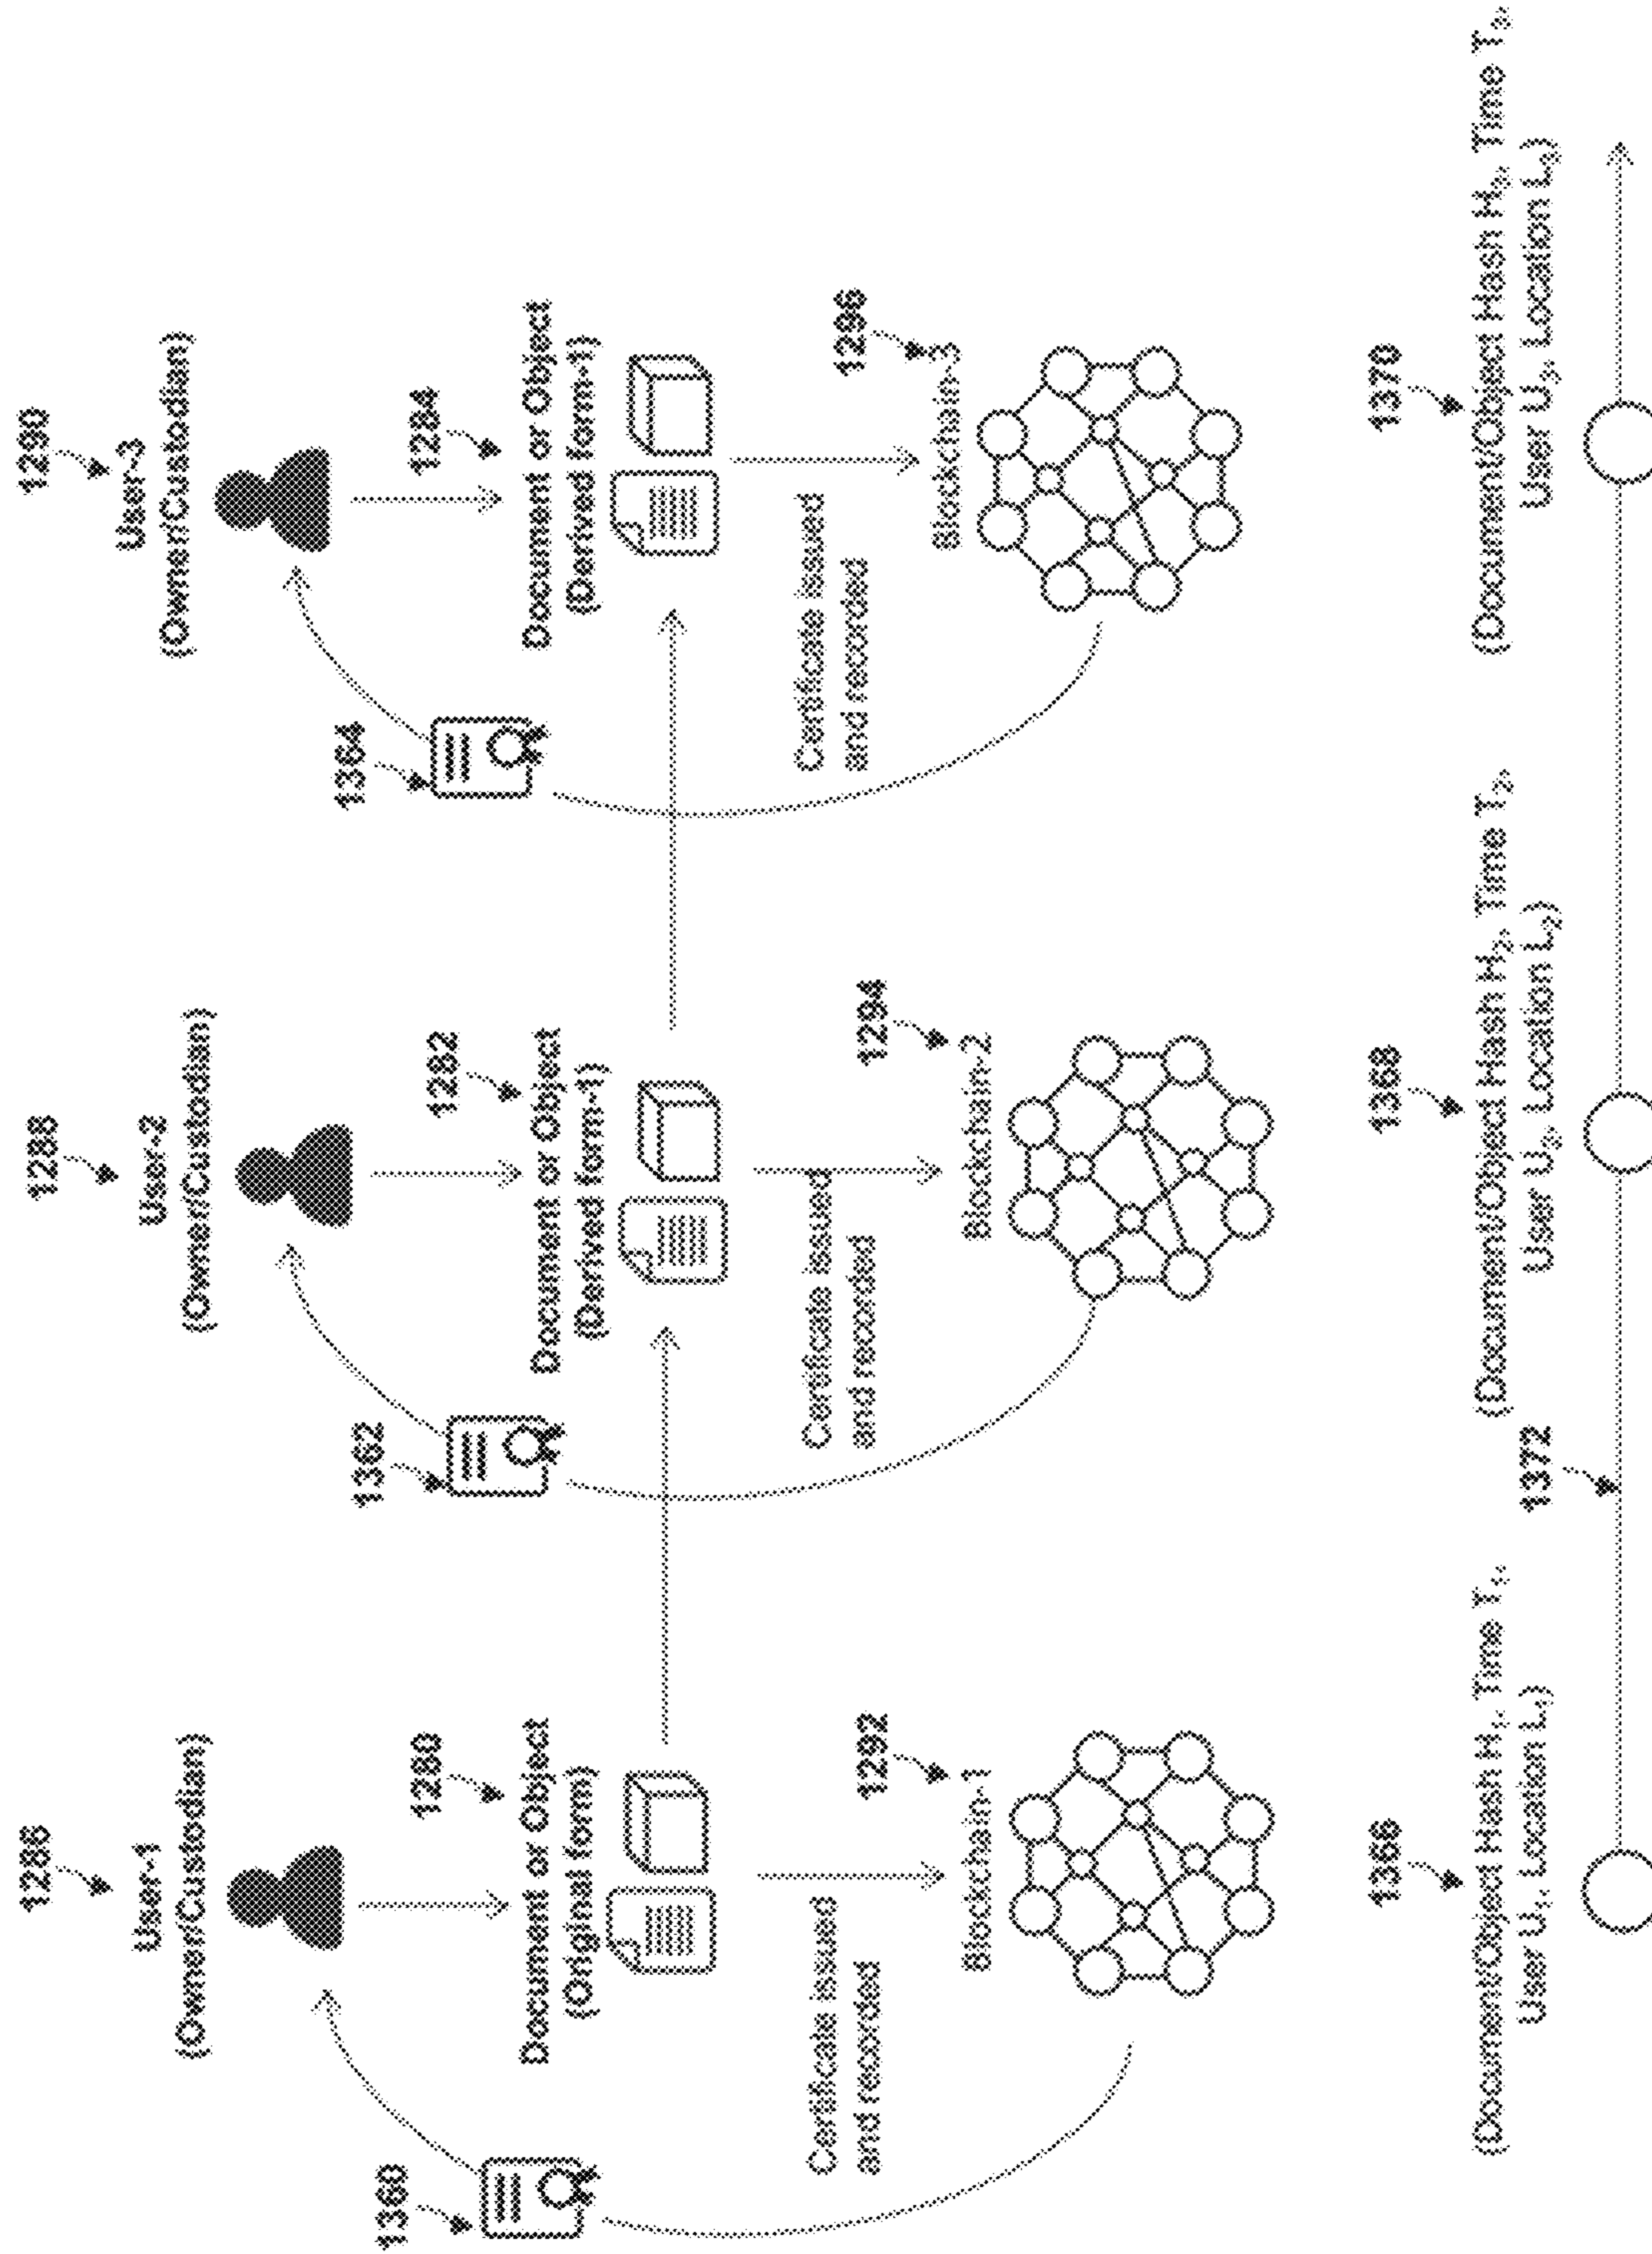 1286
User-1
(Owner/Custodian)
1288
User-2
(Owner/Custodian)
1290
User-3
(Owner/Custodian)
1360
1280
Document or Object
(Original form)
1362
1282
Document or Object
(Derived form-1)
1364
1284
Document or Object
(Derived form-1)
Certificate issued
and recorded
1292
Blockchain-1
Certificate issued
and recorded
1294
Blockchain-2
Certificate issued
and recorded
1296
Blockchain-3
1366
(Document/Object Hash H₁, Time T₁,
User U₁, Location L₁)
1368
(Document/Object Hash H₂, Time T₂,
User U₂, Location L₂)
1370
(Document/Object Hash H₃, Time T₃,
User U₃, Location L₃)
1372